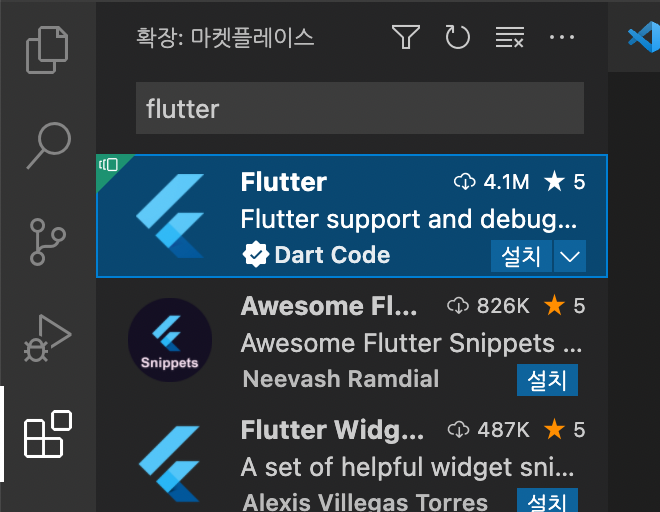 확장: 마켓플레이스
flutter
Flutter 4.1M ★ 5
Flutter support and debug...
Dart Code 설치
Awesome Fl... 826K ★ 5
Snippets
Awesome Flutter Snippets ...
Neevash Ramdial 설치
Flutter Widg... 487K ★ 5
A set of helpful widget sni...
Alexis Villegas Torres 설치